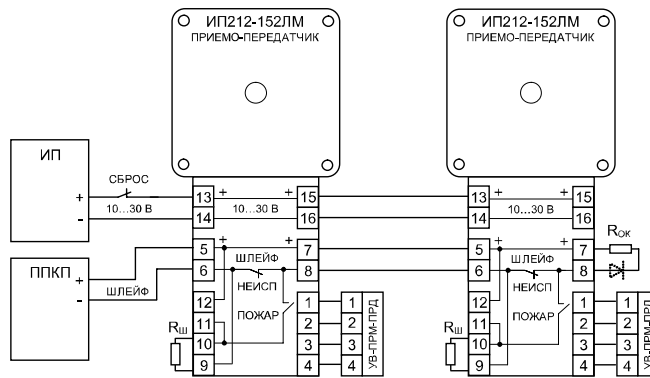 ИП212-152ЛМ
ПРИЕМО-ПЕРЕДАТЧИК
ИП212-152ЛМ
ПРИЕМО-ПЕРЕДАТЧИК
ИП
+
-
СБРОС
10...30 В
13 + + 15
14 10...30 В 16
13 + + 15
14 10...30 В 16
ППКП
+
-
ШЛЕЙФ
5 + + 7
6 ШЛЕЙФ 8
НЕИСП
12
11
10
9
ПОЖАР
RШ
1 1
2 2
3 3
4 4
УВ-ПРМ-ПРД
5 + + 7
6 ШЛЕЙФ 8
НЕИСП
RОК
12
11
10
9
ПОЖАР
RШ
1 1
2 2
3 3
4 4
УВ-ПРМ-ПРД